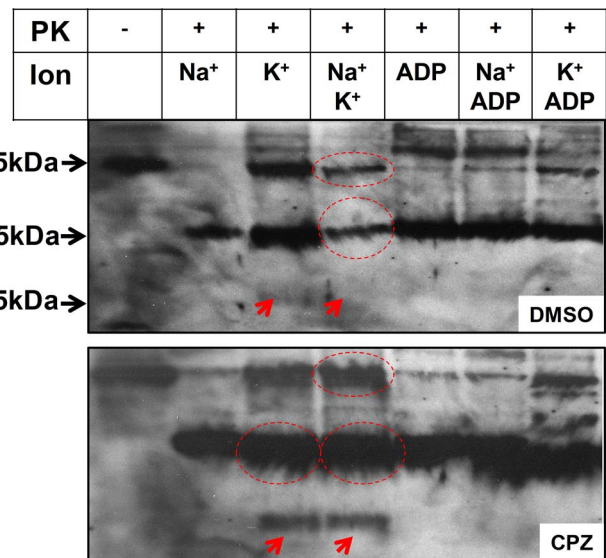 PK - + + + + + +
Ion Na+ K+ Na+ K+ ADP Na+ ADP K+ ADP
5kDa
5kDa
5kDa
DMSO
CPZ